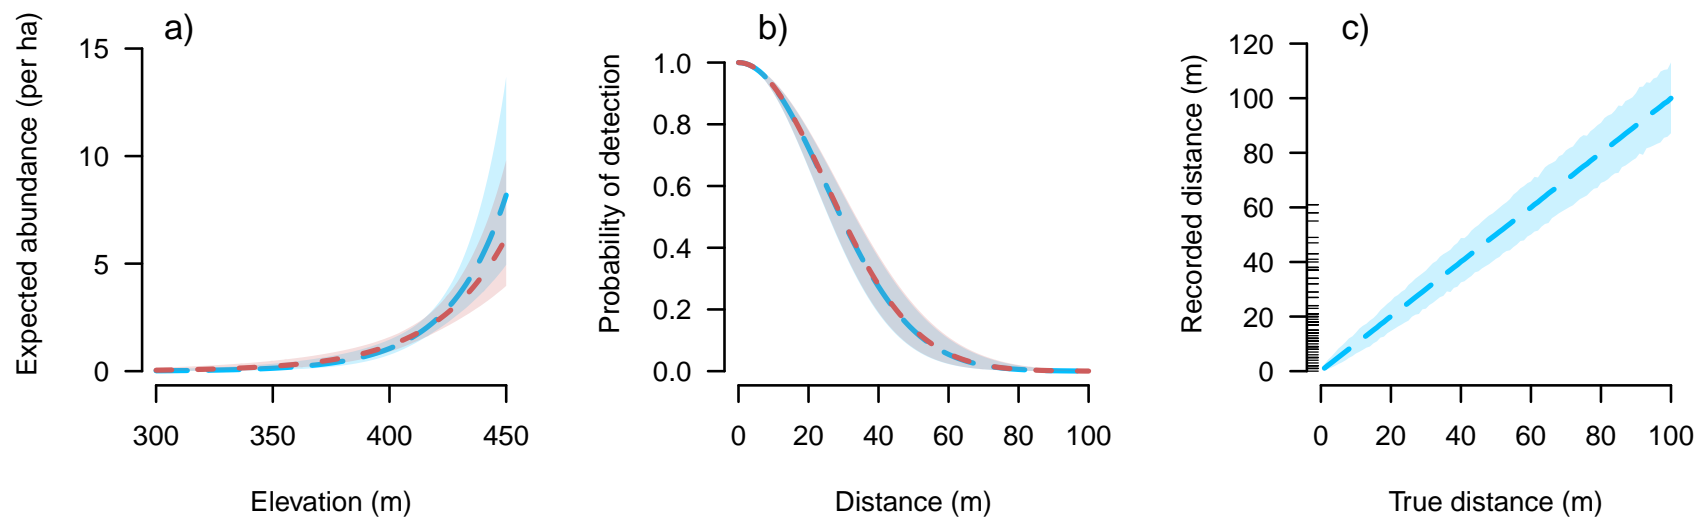 a)
Expected abundance (per ha)
15
10
5
0
300 350 400 450
Elevation (m)
b)
Probability of detection
1.0
0.8
0.6
0.4
0.2
0.0
0 20 40 60 80 100
Distance (m)
c)
Recorded distance (m)
120
100
80
60
40
20
0
0 20 40 60 80 100
True distance (m)